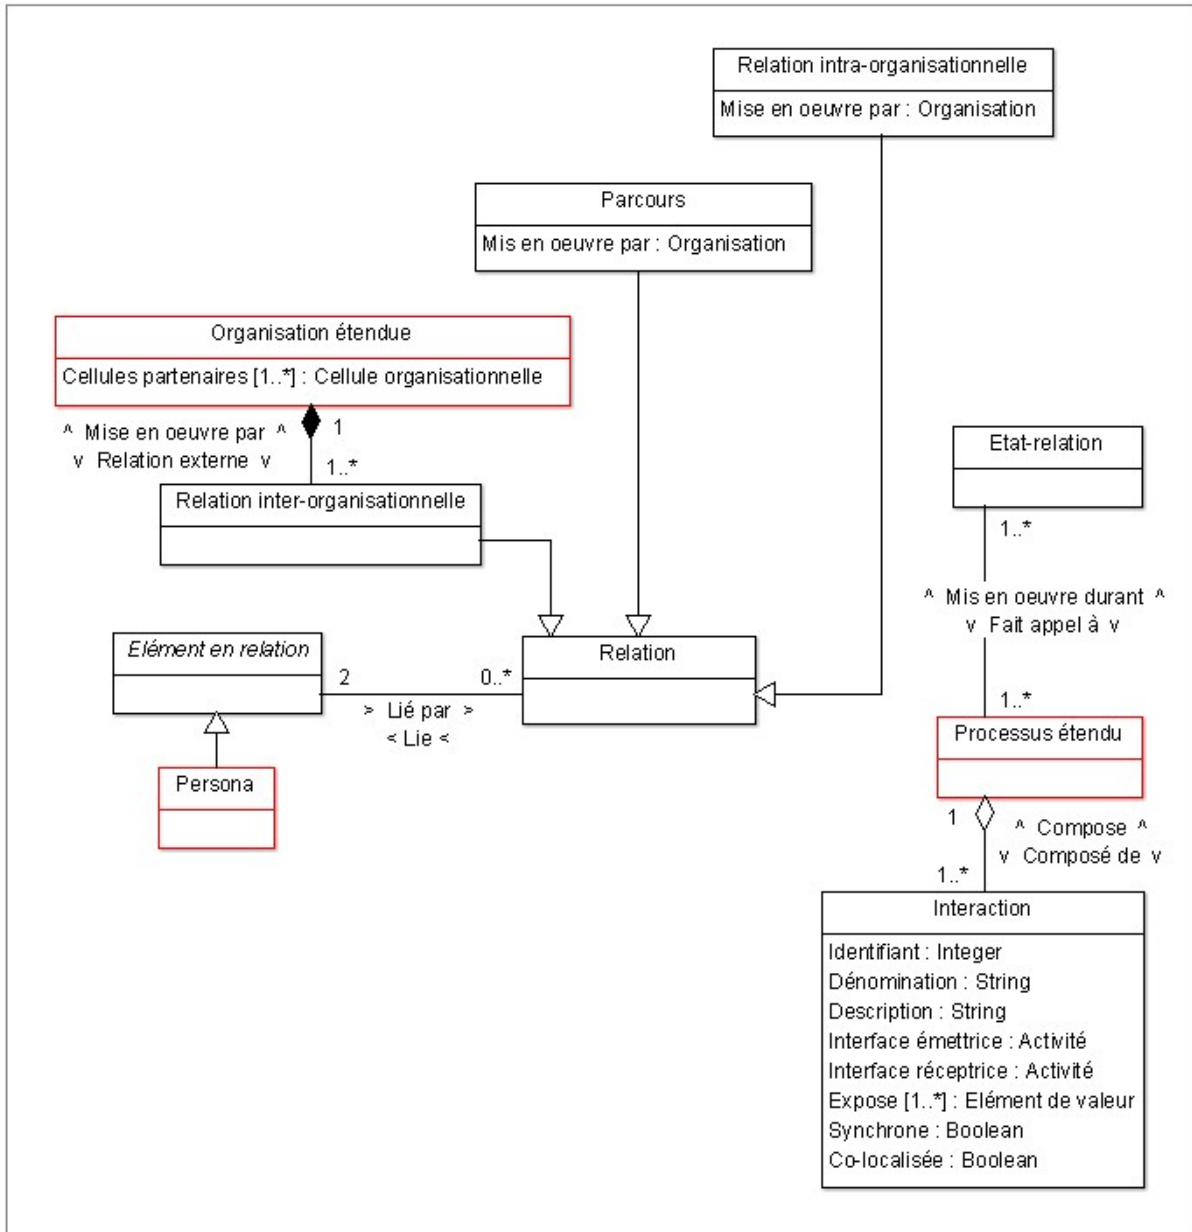 Relation intra-organisationnelle
Mise en oeuvre par : Organisation
Parcours
Mis en oeuvre par : Organisation
Organisation étendue
Cellules partenaires [1..*] : Cellule organisationnelle
^ Mise en oeuvre par ^
v Relation externe v
1
1..*
Relation inter-organisationnelle
Etat-relation
1..*
^ Mis en oeuvre durant ^
v Fait appel à v
1..*
Elément en relation
2
0..*
> Lié par >
< Lie <
Relation
Persona
Processus étendu
1
^ Compose ^
v Composé de v
1..*
Interaction
Identifiant : Integer
Dénomination : String
Description : String
Interface émettrice : Activité
Interface réceptrice : Activité
Expose [1..*] : Elément de valeur
Synchrone : Boolean
Co-localisée : Boolean